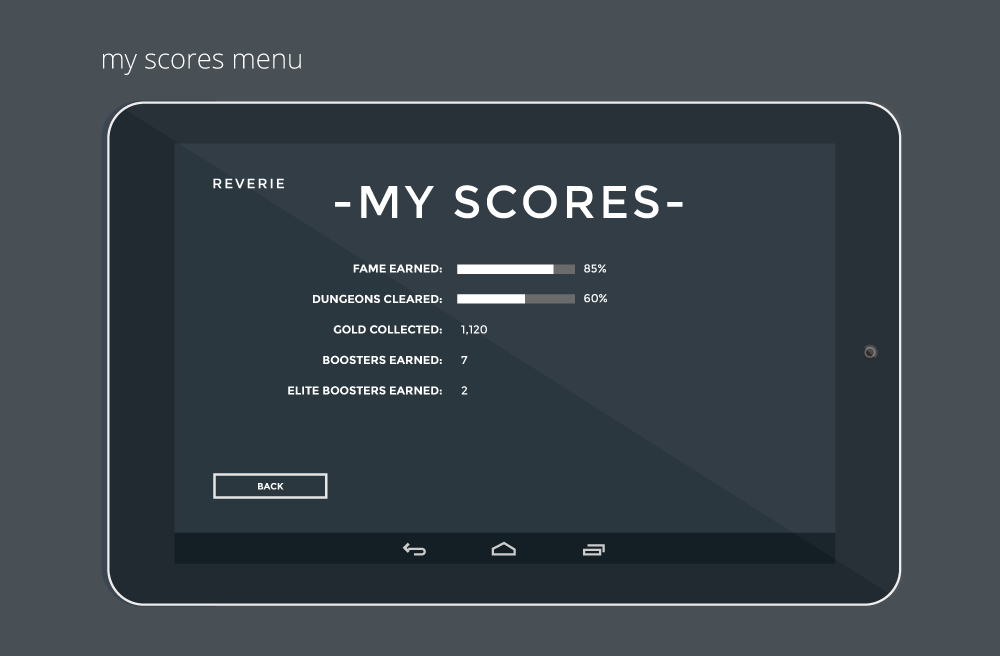 my scores menu
REVERIE
-MY SCORES-
FAME EARNED: 85%
DUNGEONS CLEARED: 60%
GOLD COLLECTED: 1,120
BOOSTERS EARNED: 7
ELITE BOOSTERS EARNED: 2
BACK